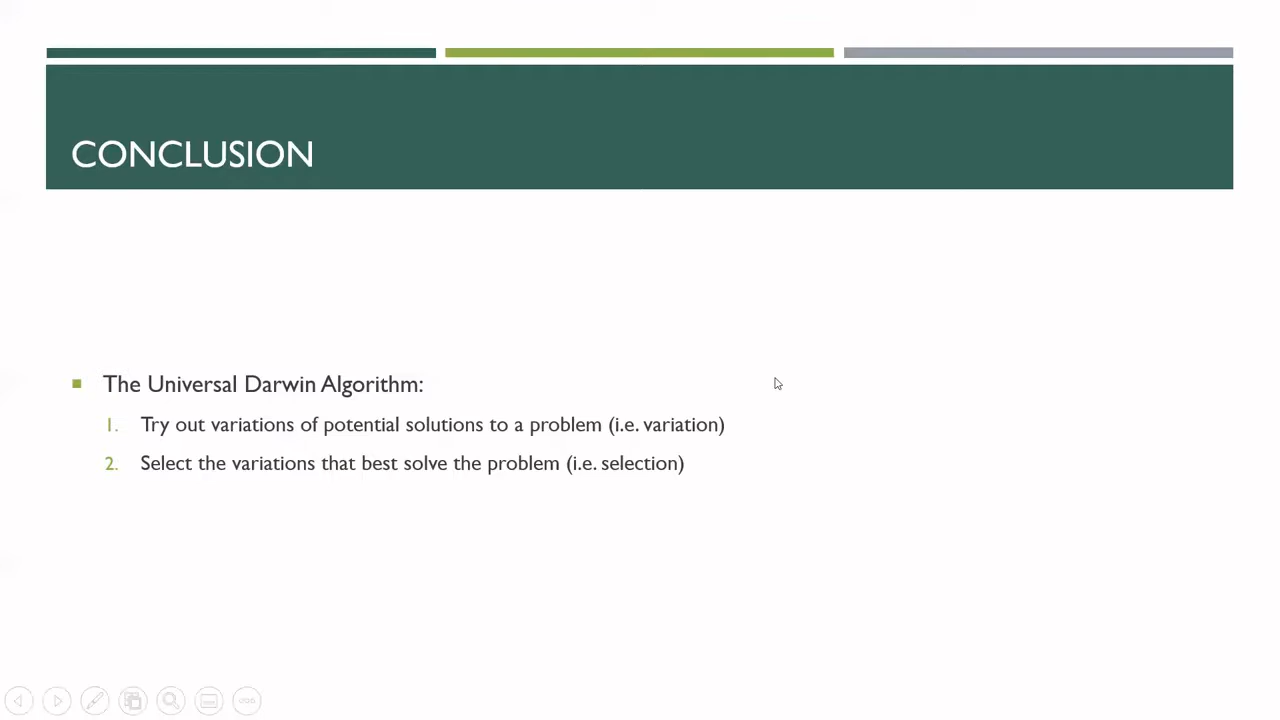 CONCLUSION
The Universal Darwin Algorithm:
1. Try out variations of potential solutions to a problem (i.e. variation)
2. Select the variations that best solve the problem (i.e. selection)